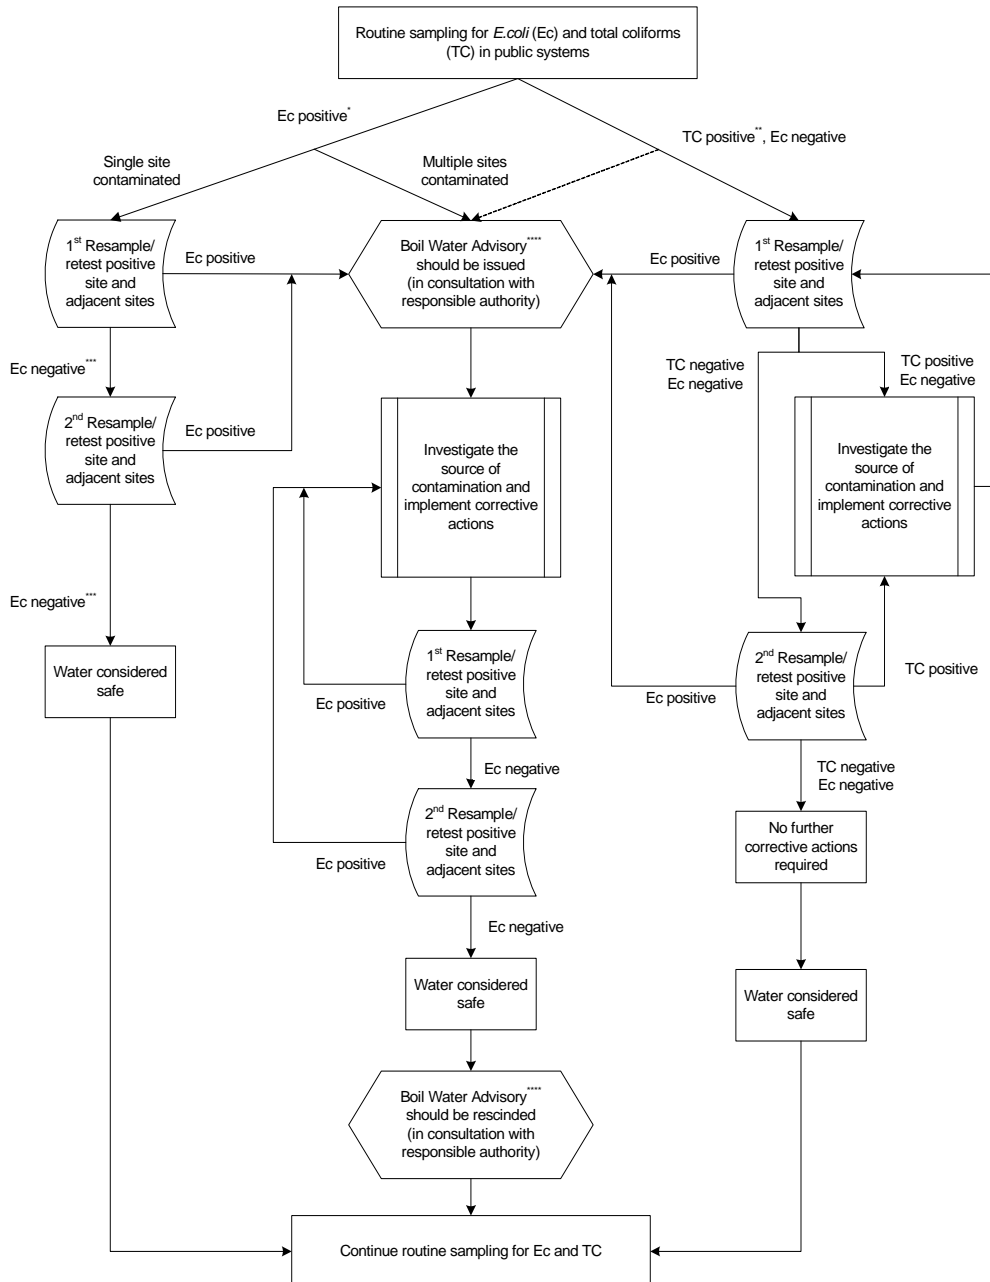 Routine sampling for E.coli (Ec) and total coliforms
(TC) in public systems
Ec positive*
TC positive**, Ec negative
Single site
contaminated
Multiple sites
contaminated
1st Resample/
retest positive
site and
adjacent sites
Ec positive
Boil Water Advisory****
should be issued
(in consultation with
responsible authority)
Ec positive
1st Resample/
retest positive
site and
adjacent sites
Ec negative***
TC negative
Ec negative
TC positive
Ec negative
2nd Resample/
retest positive
site and
adjacent sites
Ec positive
Investigate the
source of
contamination and
implement corrective
actions
Investigate the
source of
contamination and
implement corrective
actions
Ec negative***
Water considered
safe
1st Resample/
retest positive
site and
adjacent sites
Ec positive
2nd Resample/
retest positive
site and
adjacent sites
Ec positive
TC positive
Ec negative
TC negative
Ec negative
2nd Resample/
retest positive
site and
adjacent sites
Ec positive
No further
corrective actions
required
Ec negative
Water considered
safe
Water considered
safe
Boil Water Advisory****
should be rescinded
(in consultation with
responsible authority)
Continue routine sampling for Ec and TC